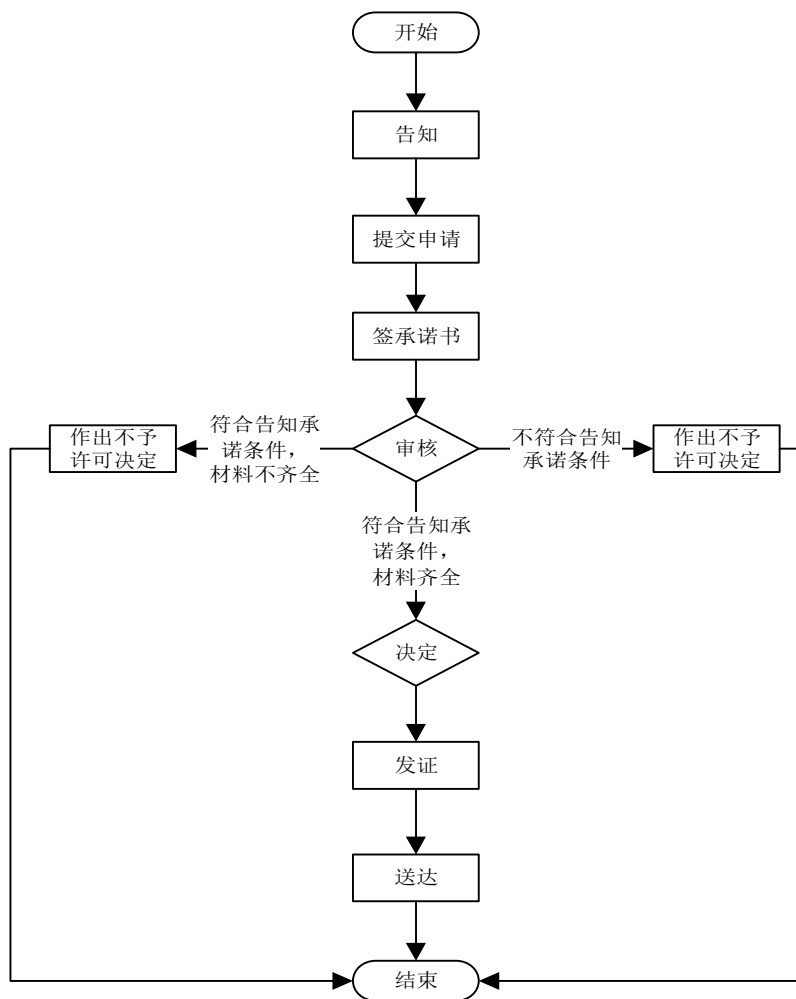 开始
告知
提交申请
签承诺书
符合告知承
诺条件，
材料不齐全
作出不予
许可决定
审核
不符合告知
承诺条件
作出不予
许可决定
符合告知承
诺条件，
材料齐全
决定
发证
送达
结束